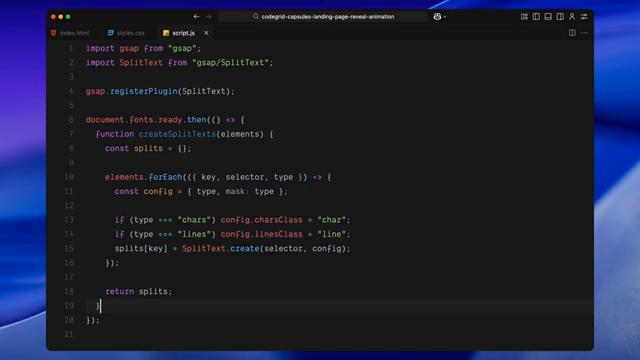 codegrid-capsules-landing-page-reveal-animation
index.html
styles.css
script.js
1 import gsap from "gsap";
2 import SplitText from "gsap/SplitText";
3
4 gsap.registerPlugin(SplitText);
5
6 document.fonts.ready.then(() => {
7 function createSplitTexts(elements) {
8 const splits = {};
9
10 elements.forEach(({ key, selector, type }) => {
11 const config = { type, mask: type };
12
13 if (type === "chars") config.charsClass = "char";
14 if (type === "lines") config.linesClass = "line";
15 splits[key] = SplitText.create(selector, config);
16 });
17
18 return splits;
19 }
20 });
21